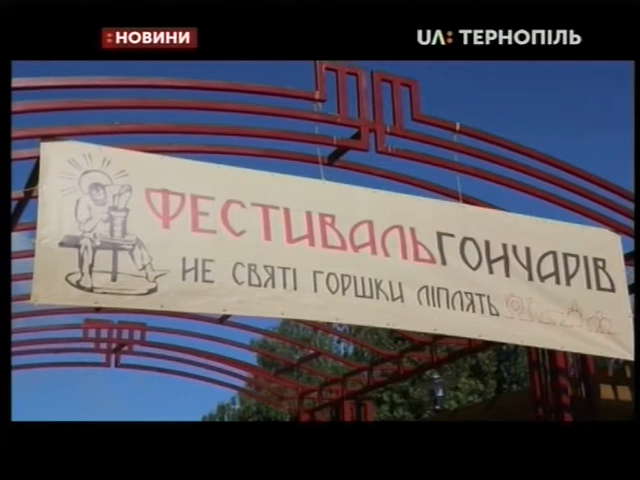 :НОВИНИ
UA: ТЕРНОПІЛЬ
ФЕСТИВАЛЬ ГОНЧАРІВ
НЕ СВЯТІ ГОРШКИ ЛІПЛЯТЬ